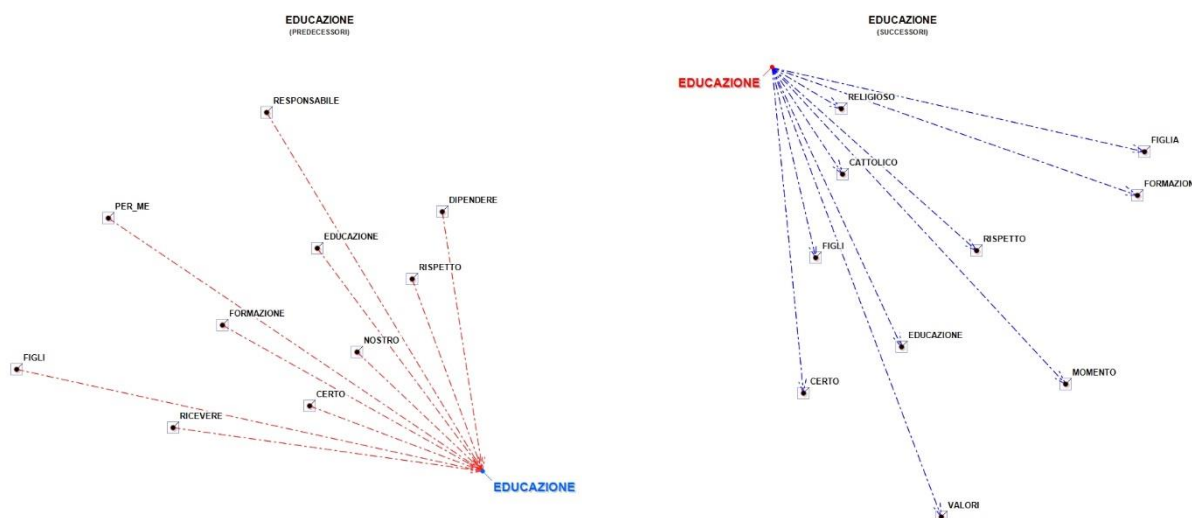 EDUCAZIONE
(PREDECESSORI)
RESPONSABILE
PER_ME
DIPENDERE
EDUCAZIONE
RISPETTO
FORMAZIONE
NOSTRO
FIGLI
CERTO
RICEVERE
EDUCAZIONE
EDUCAZIONE
(SUCCESSORI)
EDUCAZIONE
RELIGIOSO
FIGLIA
CATTOLICO
FORMAZION
RISPETTO
FIGLI
EDUCAZIONE
MOMENTO
CERTO
VALORI